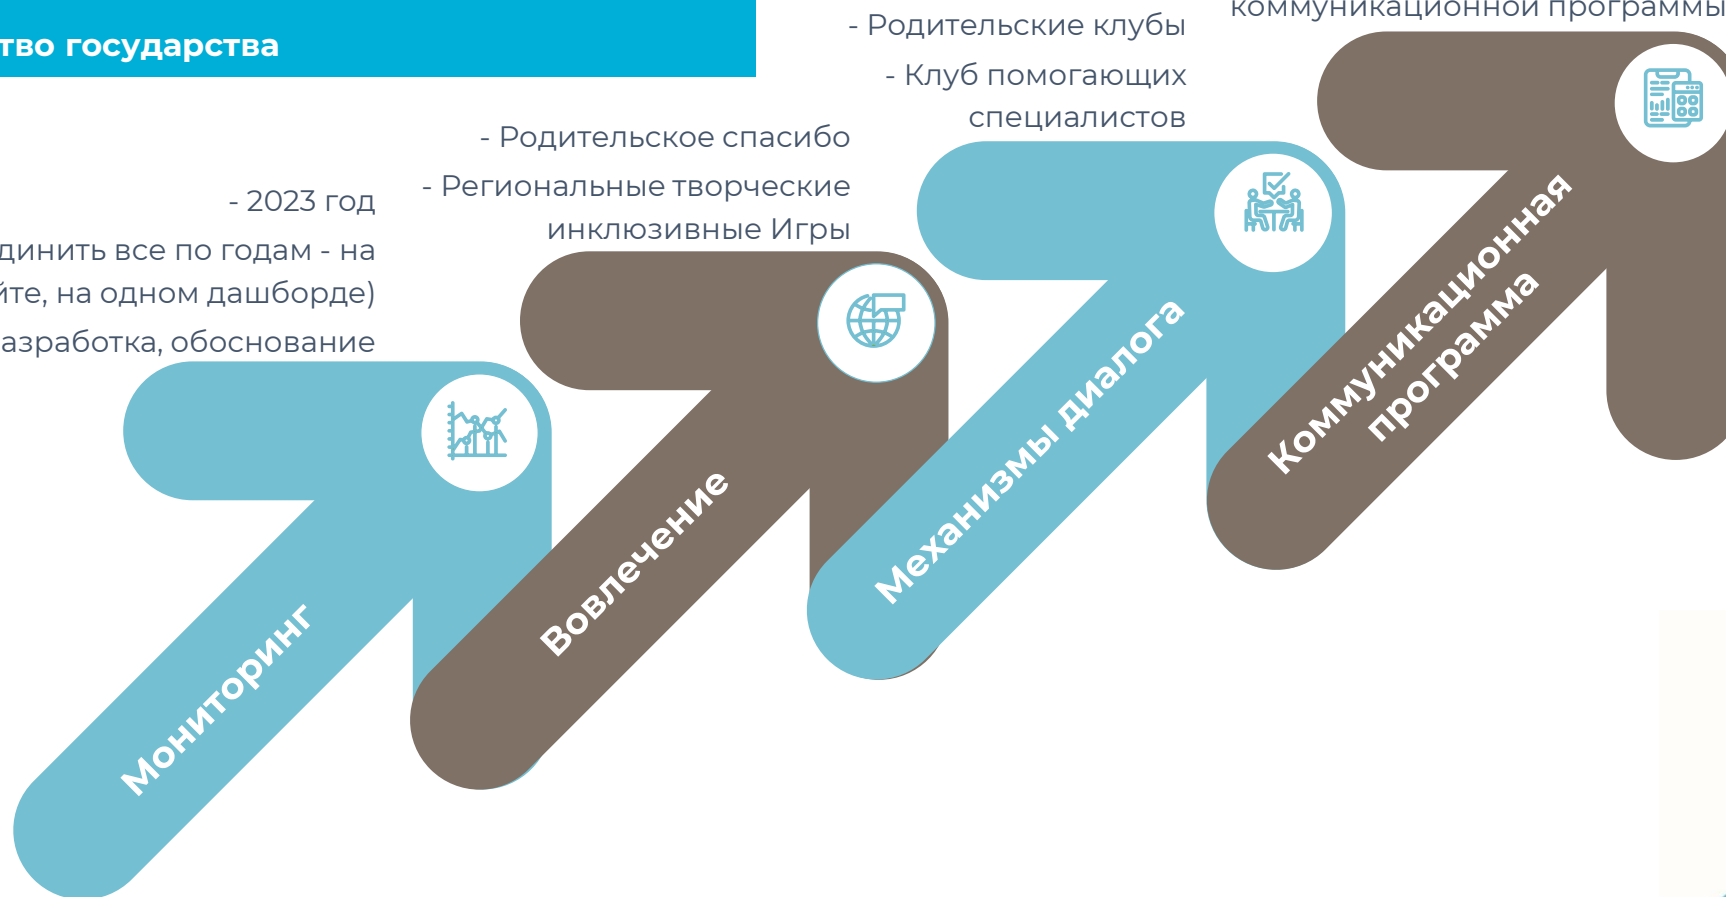 тво государства
- 2023 год
динить все по годам - на
йте, на одном дашборде)
азработка, обоснование
Мониторинг
- Родительское спасибо
- Региональные творческие
инклюзивные Игры
Вовлечение
- Родительские клубы
- Клуб помогающих
специалистов
Механизмы диалога
коммуникационной программы
Коммуникационная
программа